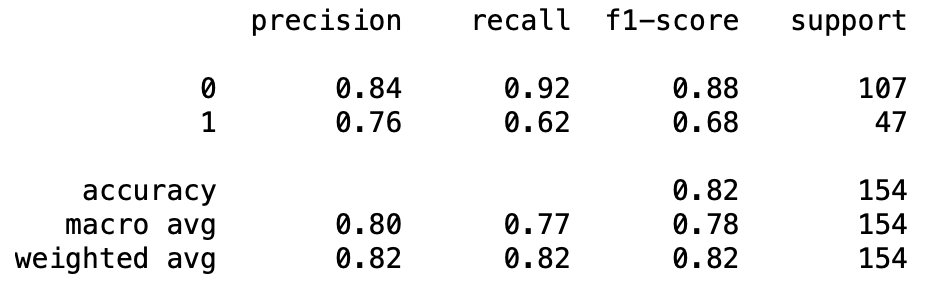 precision recall f1-score support
0 0.84 0.92 0.88 107
1 0.76 0.62 0.68 47
accuracy 0.82 154
macro avg 0.80 0.77 0.78 154
weighted avg 0.82 0.82 0.82 154